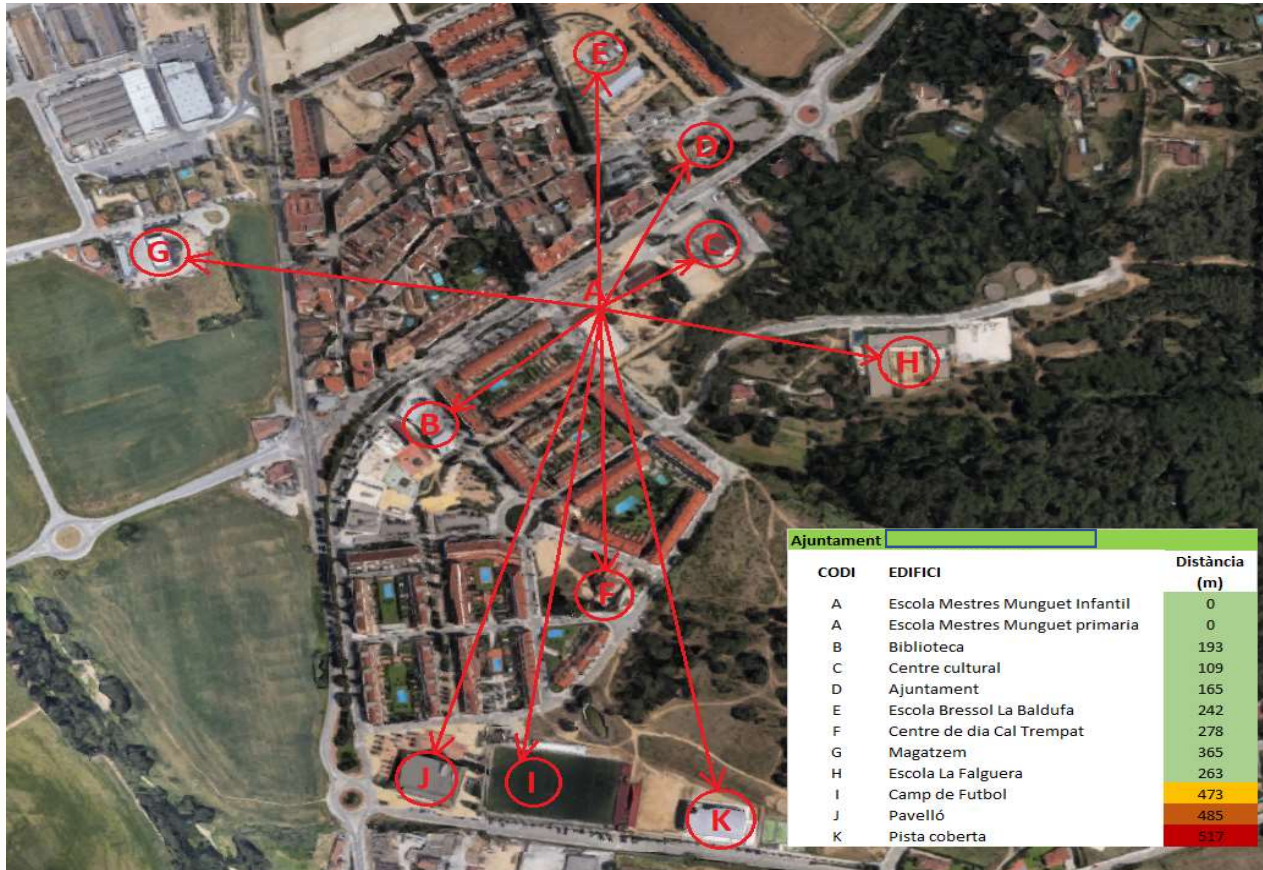 E
D
C
G
A
H
B
F
J
I
K
Ajuntament
CODI EDIFICI Distància (m)
A Escola Mestres Munguet Infantil 0
A Escola Mestres Munguet primaria 0
B Biblioteca 193
C Centre cultural 109
D Ajuntament 165
E Escola Bressol La Baldufa 242
F Centre de dia Cal Trempat 278
G Magatzem 365
H Escola La Falguera 263
I Camp de Futbol 473
J Pavelló 485
K Pista coberta 517